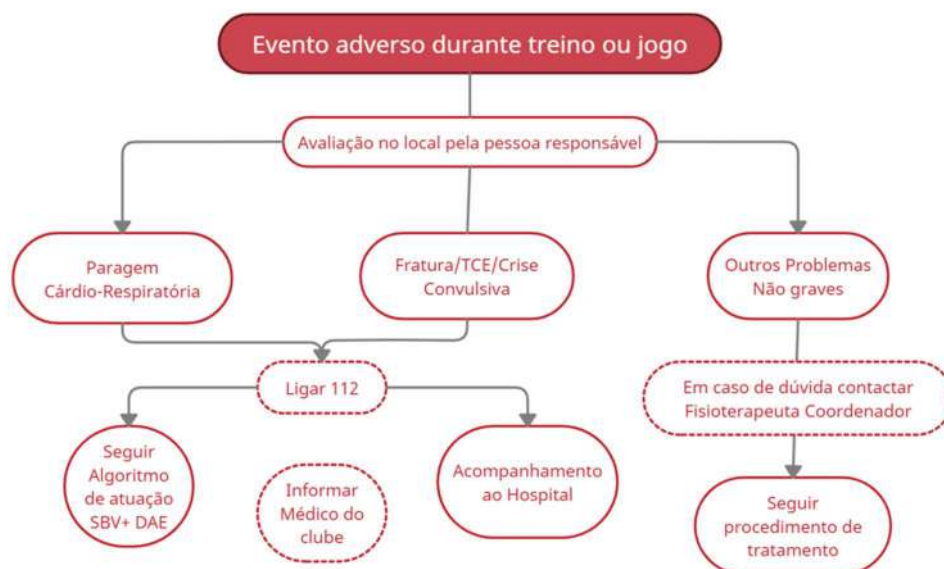 Evento adverso durante treino ou jogo
Avaliação no local pela pessoa responsável
Paragem
Cárdio-Respiratória
Fratura/TCE/Crise
Convulsiva
Outros Problemas
Não graves
Ligar 112
Em caso de dúvida contactar
Fisioterapeuta Coordenador
Seguir
Algoritmo
de atuação
SBV+ DAE
Informar
Médico do
clube
Acompanhamento
ao Hospital
Seguir
procedimento de
tratamento